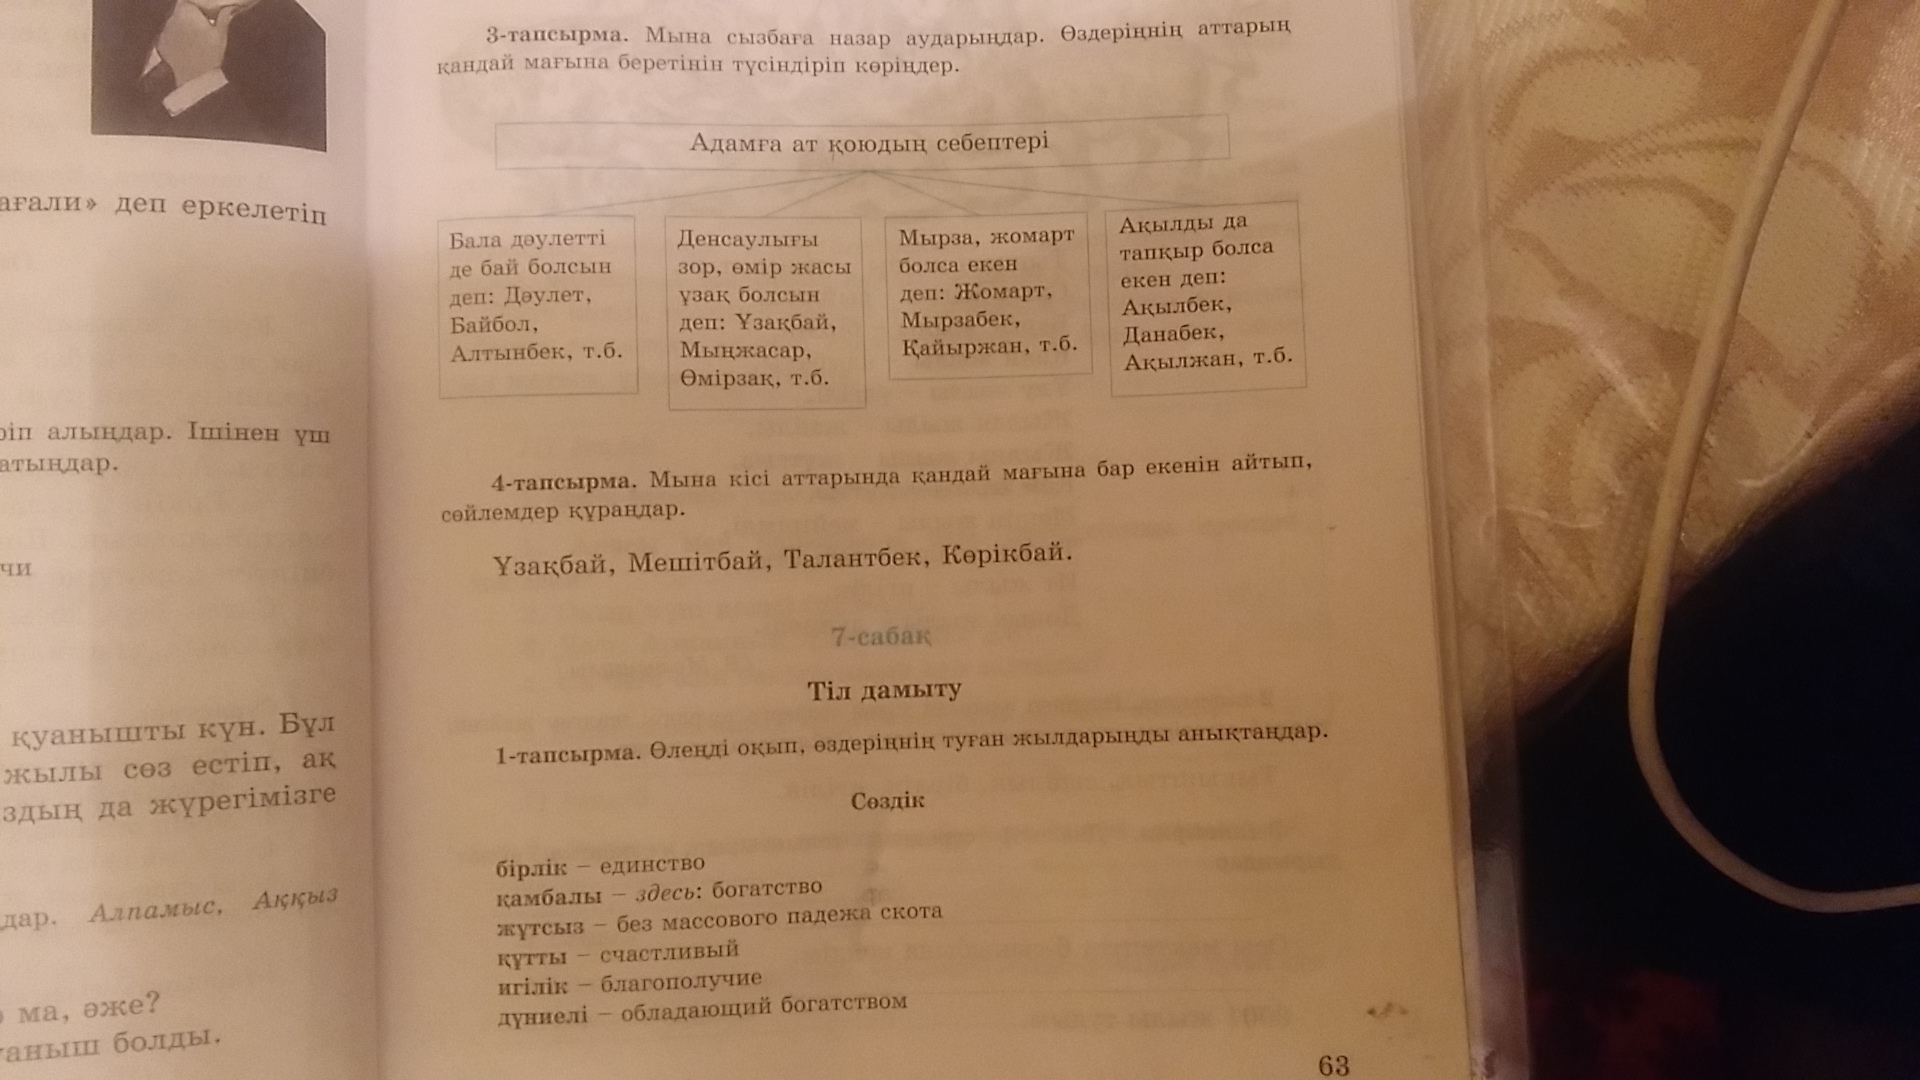 ағали» деп еркелетіп
ріп алыңдар. Ішінен үш
атыңдар.
чи
қуанышты күн. Бұл
жылы сөз естіп, ақ
здың да жүрегімізге
дар. Алпамыс, Аққыз
ма, әже?
аныш болды.
3-тапсырма. Мына сызбаға назар аударыңдар. Өздеріңнің аттарың
қандай мағына беретінін түсіндіріп көріңдер.
Адамға ат қоюдың себептері
Бала дәулетті
де бай болсын
деп: Дәулет,
Байбол,
Алтынбек, т.б.
Денсаулығы
зор, өмір жасы
ұзақ болсын
деп: Ұзақбай,
Мыңжасар,
Өмірзақ, т.б.
Мырза, жомарт
болса екен
деп: Жомарт,
Мырзабек,
Қайыржан, т.б.
Ақылды да
тапқыр болса
екен деп:
Ақылбек,
Данабек,
Ақылжан, т.б.
4-тапсырма. Мына кісі аттарында қандай мағына бар екенін айтып,
сөйлемдер құраңдар.
Ұзақбай, Мешітбай, Талантбек, Көрікбай.
7-сабақ
Тіл дамыту
1-тапсырма. Өлеңді оқып, өздеріңнің туған жылдарыңды анықтаңдар.
Сөздік
бірлік – единство
қамбалы – здесь: богатство
жұтсыз – без массового падежа скота
құтты – счастливый
игілік – благополучие
дүниелі – обладающий богатством
63